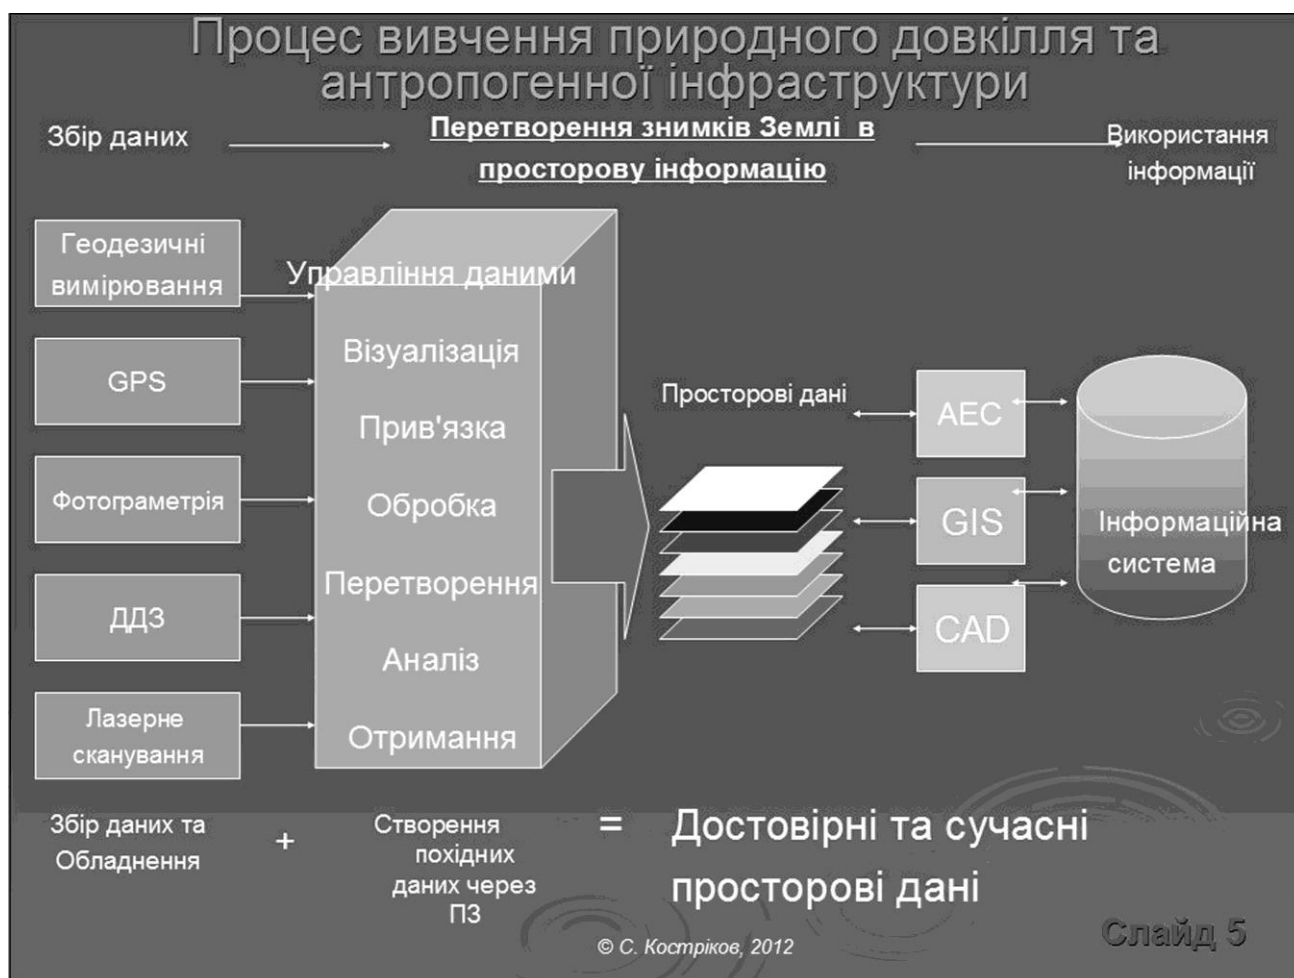 Процес вивчення природного довкілля та
антропогенної інфраструктури
Збір даних
Перетворення знимків Землі в
просторову інформацію
Використання
інформації
Геодезичні
вимірювання
GPS
Фотограметрія
ДДЗ
Лазерне
сканування
Управління даними
Візуалізація
Прив'язка
Обробка
Перетворення
Аналіз
Отримання
Просторові дані
AEC
GIS
CAD
Інформаційна
система
Збір даних та
Обладнення
+
Створення
похідних
даних через
ПЗ
=
Достовірні та сучасні
просторові дані
© С. Костріков, 2012
Слайд 5